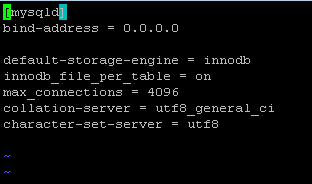 [mysqld]
bind-address = 0.0.0.0

default-storage-engine = innodb
innodb_file_per_table = on
max_connections = 4096
collation-server = utf8_general_ci
character-set-server = utf8

~
~